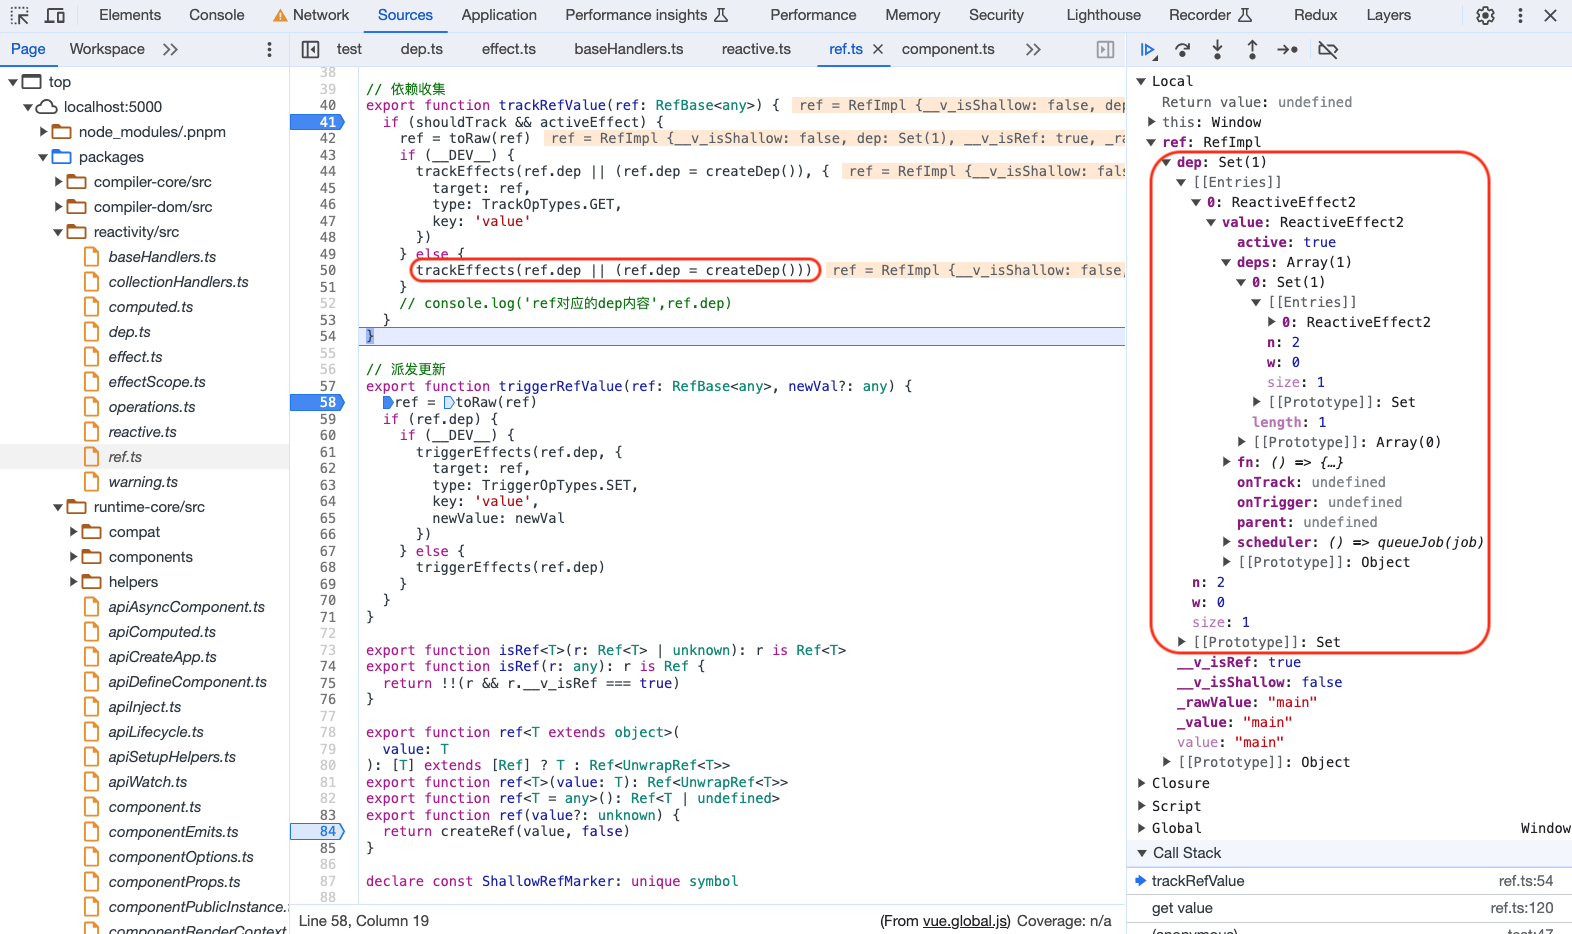 Elements Console Network Sources Application Performance insights Performance Memory Security Lighthouse Recorder Redux Layers
Page Workspace test dep.ts effect.ts baseHandlers.ts reactive.ts ref.ts component.ts
top
localhost:5000
node_modules/.pnpm
packages
compiler-core/src
compiler-dom/src
reactivity/src
baseHandlers.ts
collectionHandlers.ts
computed.ts
dep.ts
effect.ts
effectScope.ts
operations.ts
reactive.ts
ref.ts
warning.ts
runtime-core/src
compat
components
helpers
apiAsyncComponent.ts
apiComputed.ts
apiCreateApp.ts
apiDefineComponent.ts
apiInject.ts
apiLifecycle.ts
apiSetupHelpers.ts
apiWatch.ts
component.ts
componentEmits.ts
componentOptions.ts
componentProps.ts
componentPublicInstance.
componentRenderContext
38
39 // 依赖收集
40 export function trackRefValue(ref: RefBase<any>) { ref = RefImpl {__v_isShallow: false, dep
41 if (shouldTrack && activeEffect) {
42 ref = toRaw(ref) ref = RefImpl {__v_isShallow: false, dep: Set(1), __v_isRef: true, _ra
43 if (__DEV__) {
44 trackEffects(ref.dep || (ref.dep = createDep()), { ref = RefImpl {__v_isShallow: fals
45 target: ref,
46 type: TrackOpTypes.GET,
47 key: 'value'
48 })
49 } else {
50 trackEffects(ref.dep || (ref.dep = createDep())) ref = RefImpl {__v_isShallow: false,
51 }
52 // console.log('ref对应的dep内容',ref.dep)
53 }
54 }
55
56 // 派发更新
57 export function triggerRefValue(ref: RefBase<any>, newVal?: any) {
58 ref = toRaw(ref)
59 if (ref.dep) {
60 if (__DEV__) {
61 triggerEffects(ref.dep, {
62 target: ref,
63 type: TriggerOpTypes.SET,
64 key: 'value',
65 newValue: newVal
66 })
67 } else {
68 triggerEffects(ref.dep)
69 }
70 }
71 }
72
73 export function isRef<T>(r: Ref<T> | unknown): r is Ref<T>
74 export function isRef(r: any): r is Ref {
75 return !!(r && r.__v_isRef === true)
76 }
77
78 export function ref<T extends object>(
79 value: T
80 ): [T] extends [Ref] ? T : Ref<UnwrapRef<T>>
81 export function ref<T>(value: T): Ref<UnwrapRef<T>>
82 export function ref<T = any>(): Ref<T | undefined>
83 export function ref(value?: unknown) {
84 return createRef(value, false)
85 }
86
87 declare const ShallowRefMarker: unique symbol
88
Line 58, Column 19 (From vue.global.js) Coverage: n/a
Local
Return value: undefined
this: Window
ref: RefImpl
dep: Set(1)
[[Entries]]
0: ReactiveEffect2
value: ReactiveEffect2
active: true
deps: Array(1)
0: Set(1)
[[Entries]]
0: ReactiveEffect2
n: 2
w: 0
size: 1
[[Prototype]]: Set
length: 1
[[Prototype]]: Array(0)
fn: () => {…}
onTrack: undefined
onTrigger: undefined
parent: undefined
scheduler: () => queueJob(job)
[[Prototype]]: Object
n: 2
w: 0
size: 1
[[Prototype]]: Set
__v_isRef: true
__v_isShallow: false
_rawValue: "main"
_value: "main"
value: "main"
[[Prototype]]: Object
Closure
Script
Global Window
Call Stack
trackRefValue ref.ts:54
get value ref.ts:120
(anonymous) test:47